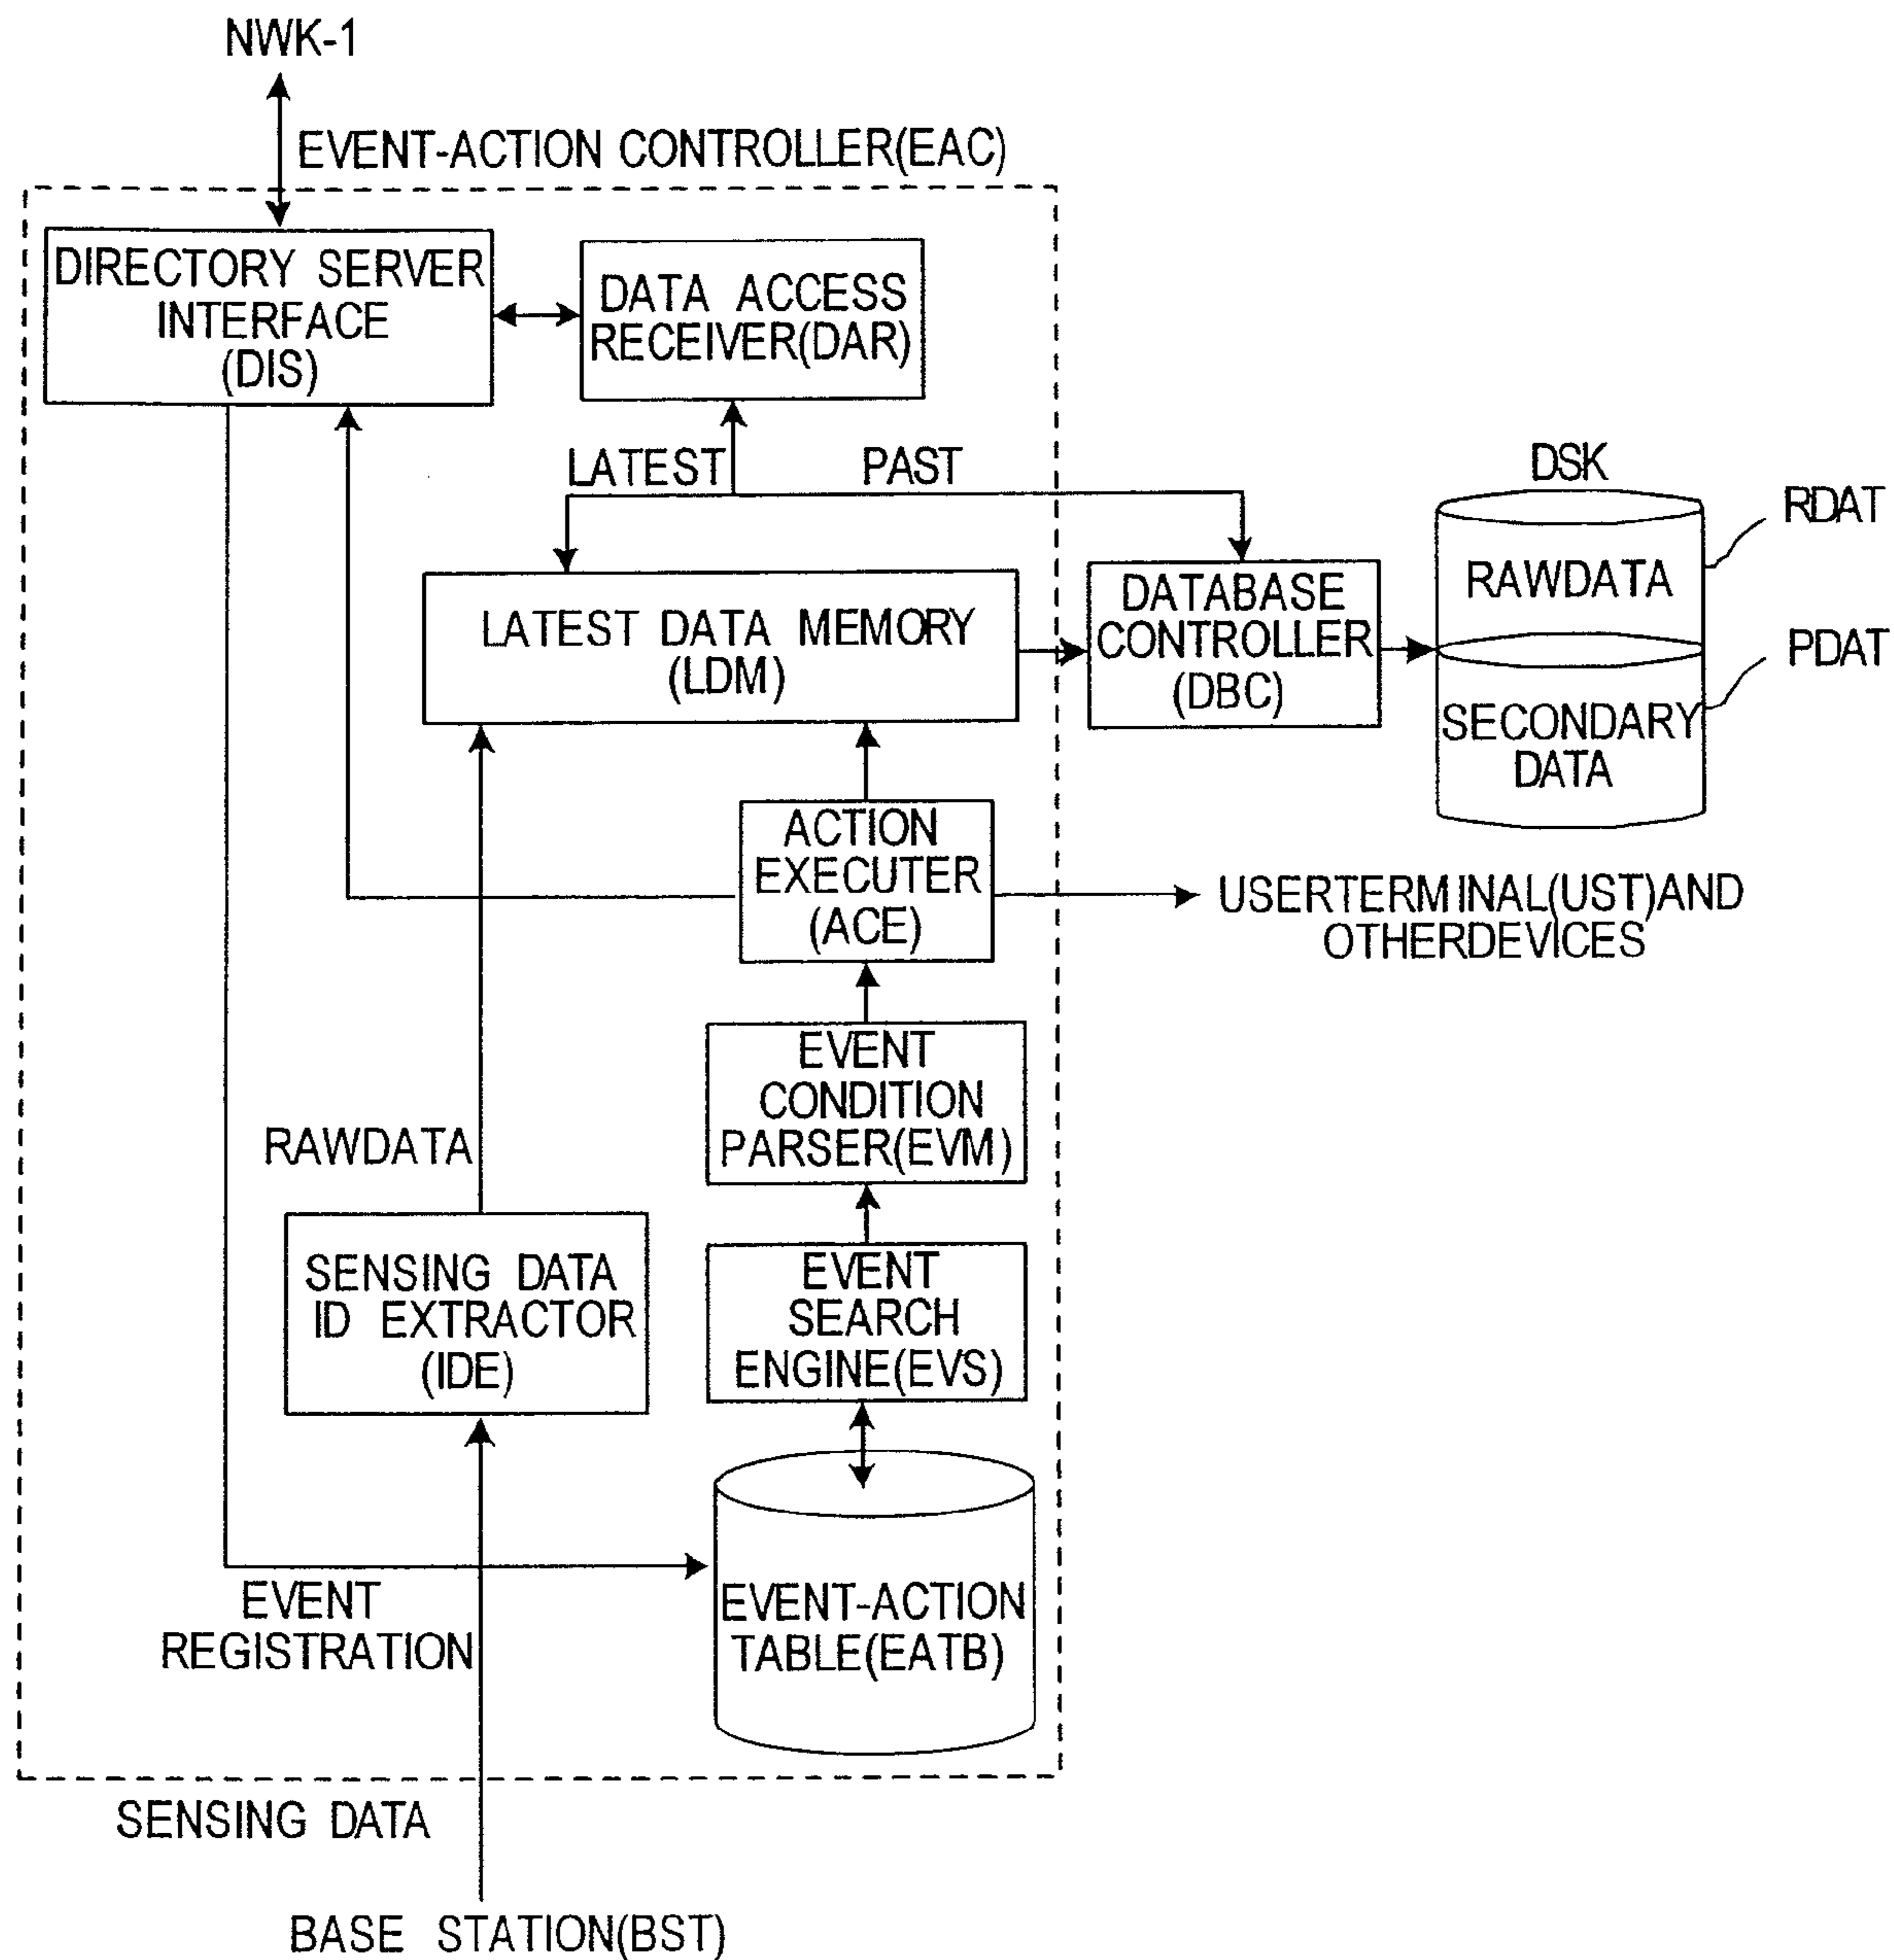 NWK-1
EVENT-ACTION CONTROLLER(EAC)
DIRECTORY SERVER
INTERFACE
(DIS)
DATA ACCESS
RECEIVER(DAR)
LATEST
PAST
DSK
RDAT
RAWDATA
LATEST DATA MEMORY
(LDM)
DATABASE
CONTROLLER
(DBC)
PDAT
SECONDARY
DATA
ACTION
EXECUTER
(ACE)
USERTERMINAL(UST)AND
OTHERDEVICES
EVENT
CONDITION
PARSER(EVM)
RAWDATA
SENSING DATA
ID EXTRACTOR
(IDE)
EVENT
SEARCH
ENGINE(EVS)
EVENT
REGISTRATION
EVENT-ACTION
TABLE(EATB)
SENSING DATA
BASE STATION(BST)